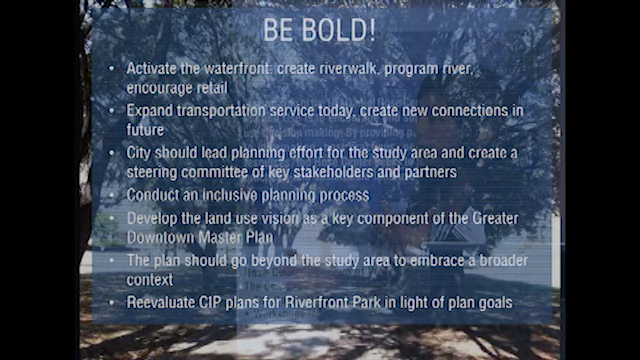 BE BOLD!
• Activate the waterfront: create riverwalk, program river,
encourage retail
• Expand transportation service today, create new connections in
future
• City should lead planning effort for the study area and create a
steering committee of key stakeholders and partners
• Conduct an inclusive planning process
• Develop the land use vision as a key component of the Greater
Downtown Master Plan
• The plan should go beyond the study area to embrace a broader
context
• Reevaluate CIP plans for Riverfront Park in light of plan goals